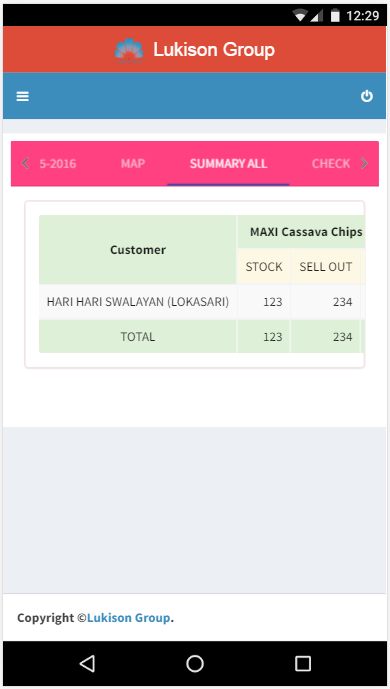 12:29
Lukison Group
5-2016 MAP SUMMARY ALL CHECK
Customer MAXI Cassava Chips
STOCK SELL OUT
HARI HARI SWALAYAN (LOKASARI) 123 234
TOTAL 123 234
Copyright ©Lukison Group.